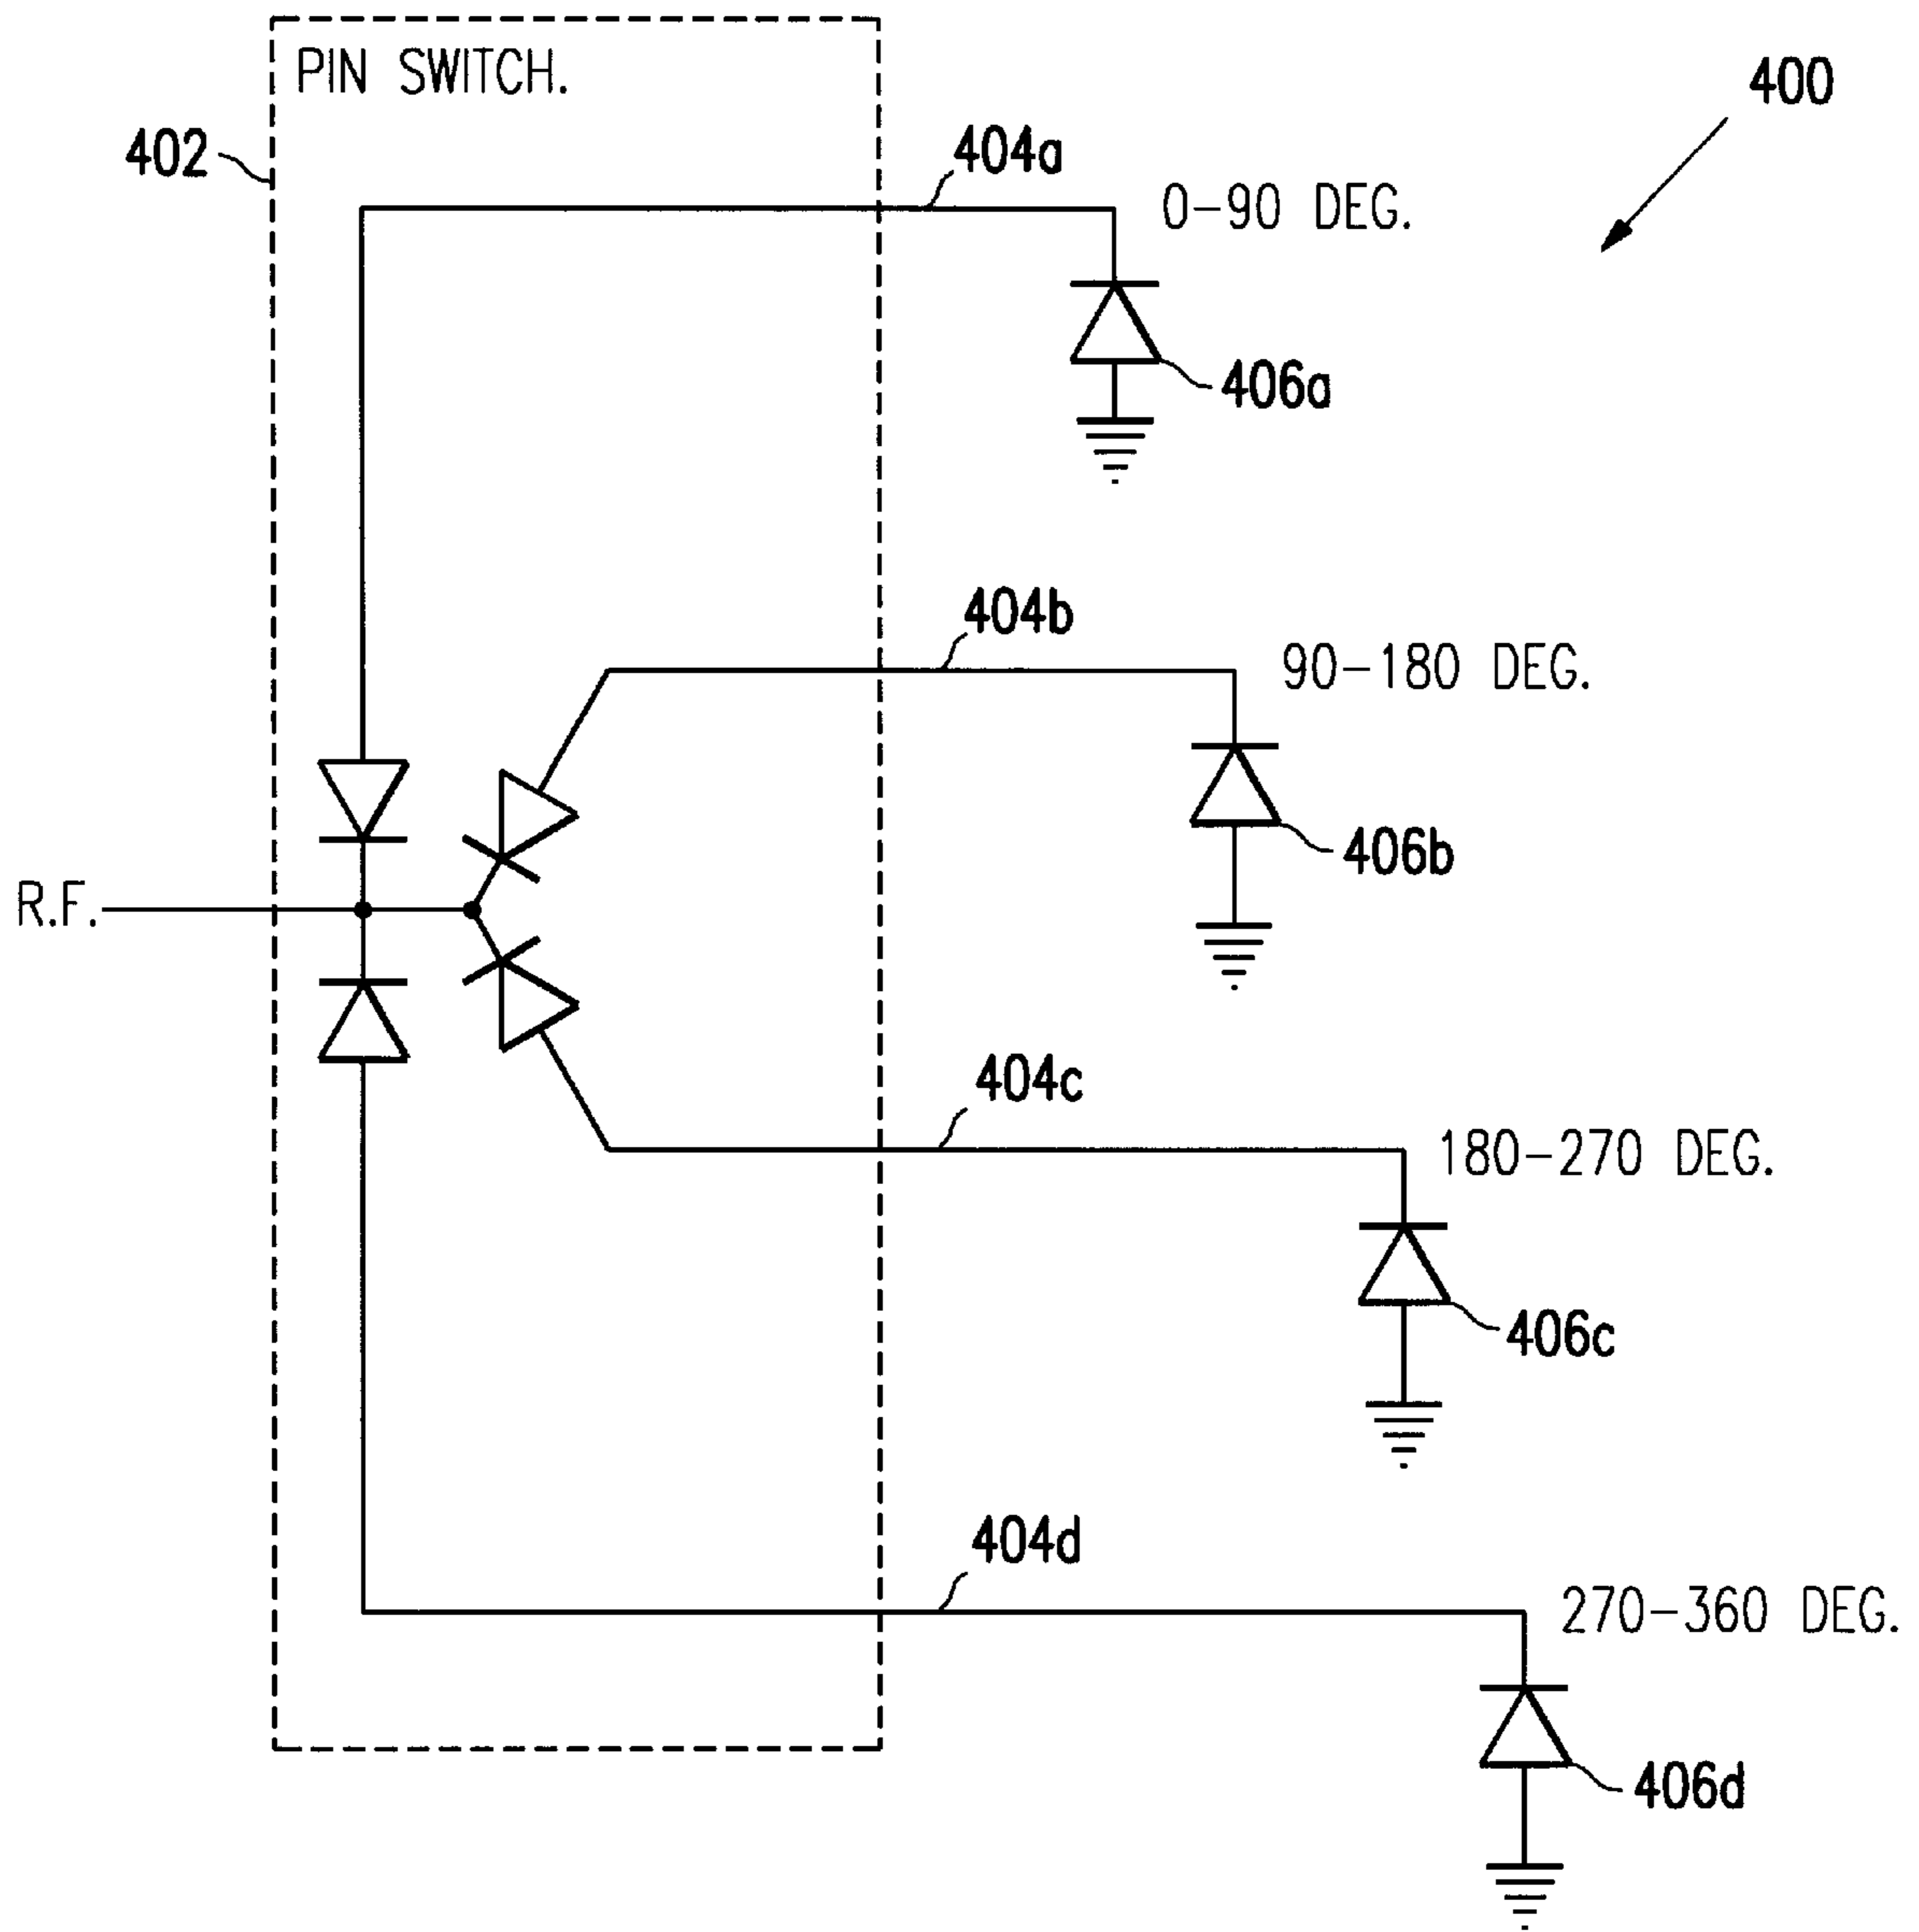 PIN SWITCH.
400
402
404a
0-90 DEG.
406a
404b
90-180 DEG.
406b
R.F.
404c
180-270 DEG.
406c
404d
270-360 DEG.
406d